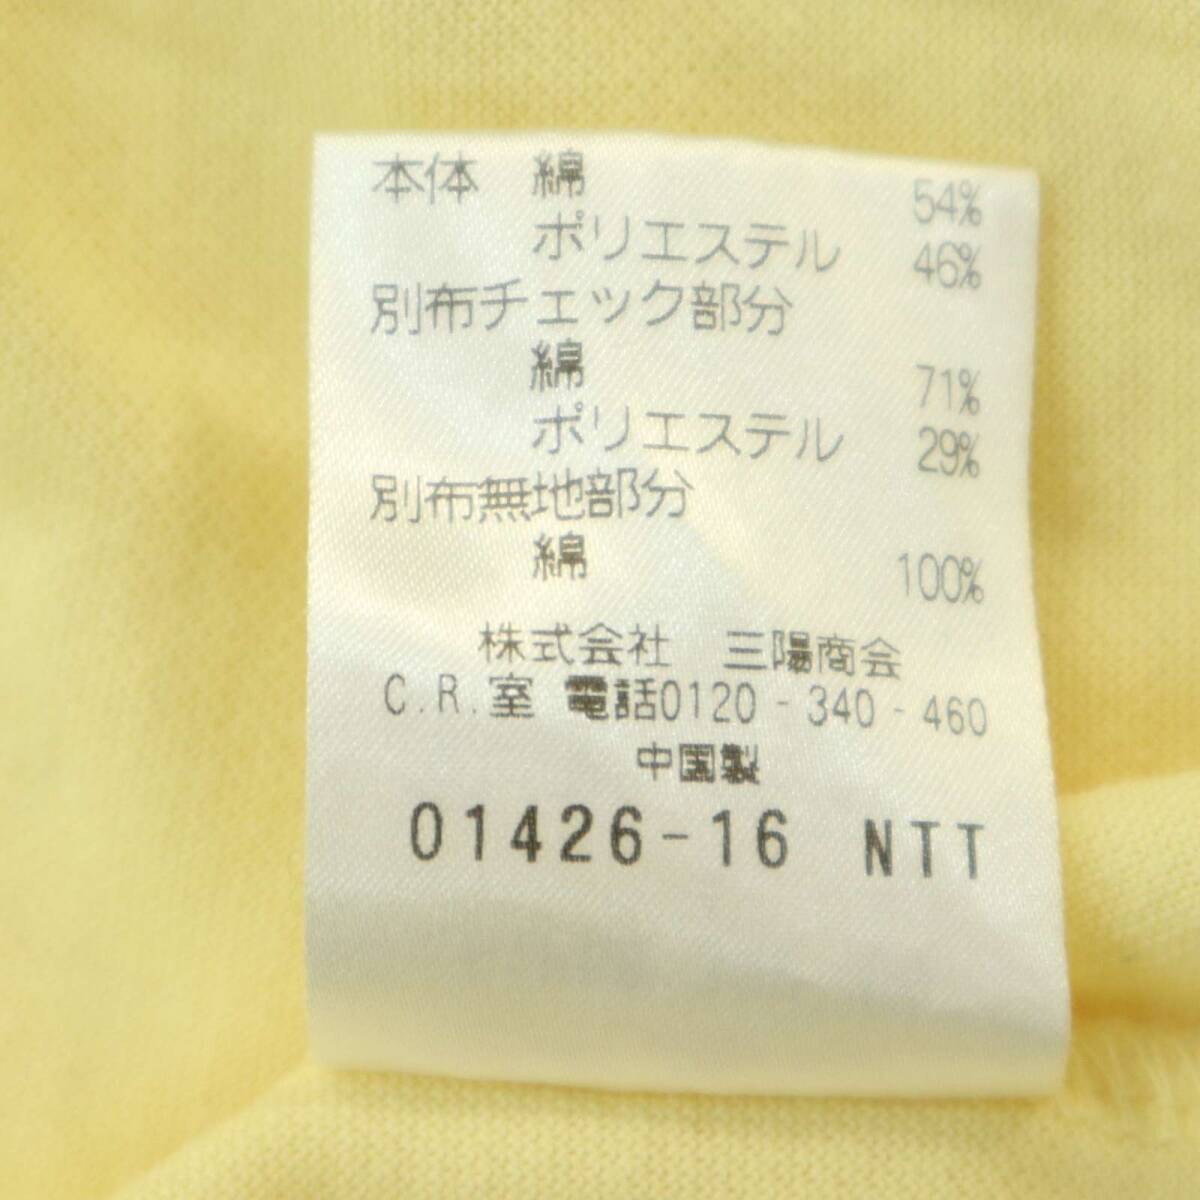 本体 綿 54%
ポリエステル 46%
別布チェック部分
綿 71%
ポリエステル 29%
別布無地部分
綿 100%
株式会社 三陽商会
C.R.室 電話0120-340-460
中国製
01426-16 NTT